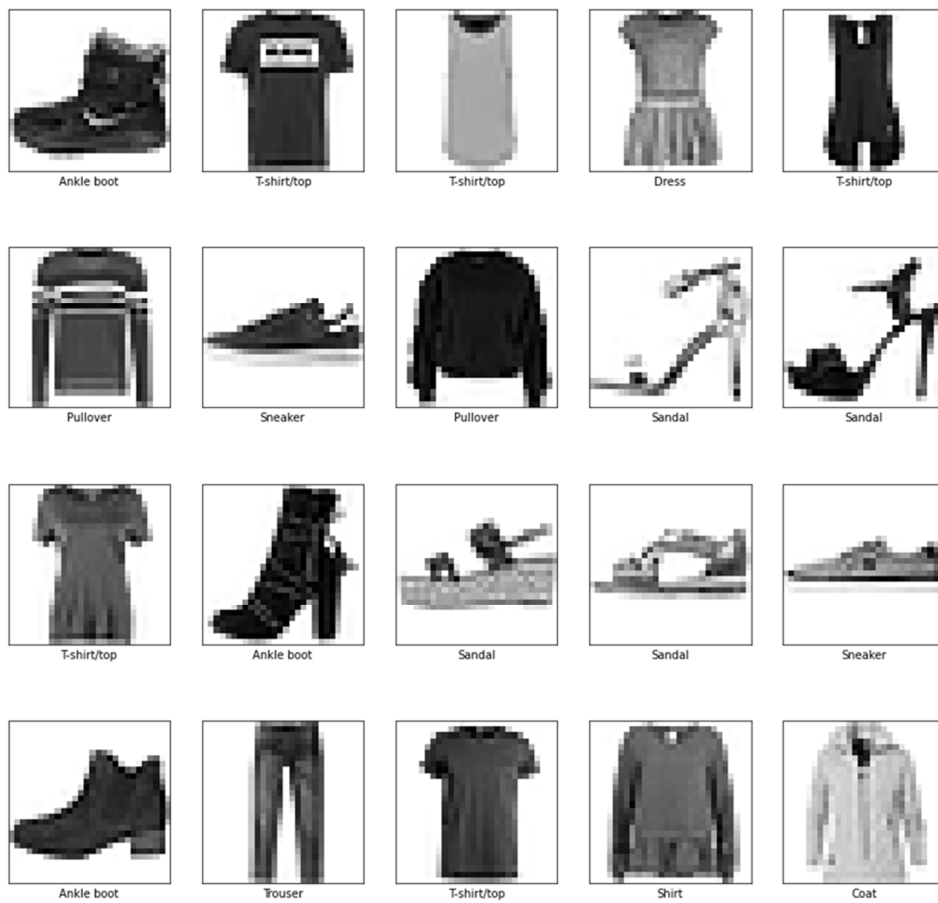 Ankle boot
T-shirt/top
T-shirt/top
Dress
T-shirt/top
Pullover
Sneaker
Pullover
Sandal
Sandal
T-shirt/top
Ankle boot
Sandal
Sandal
Sneaker
Ankle boot
Trouser
T-shirt/top
Shirt
Coat